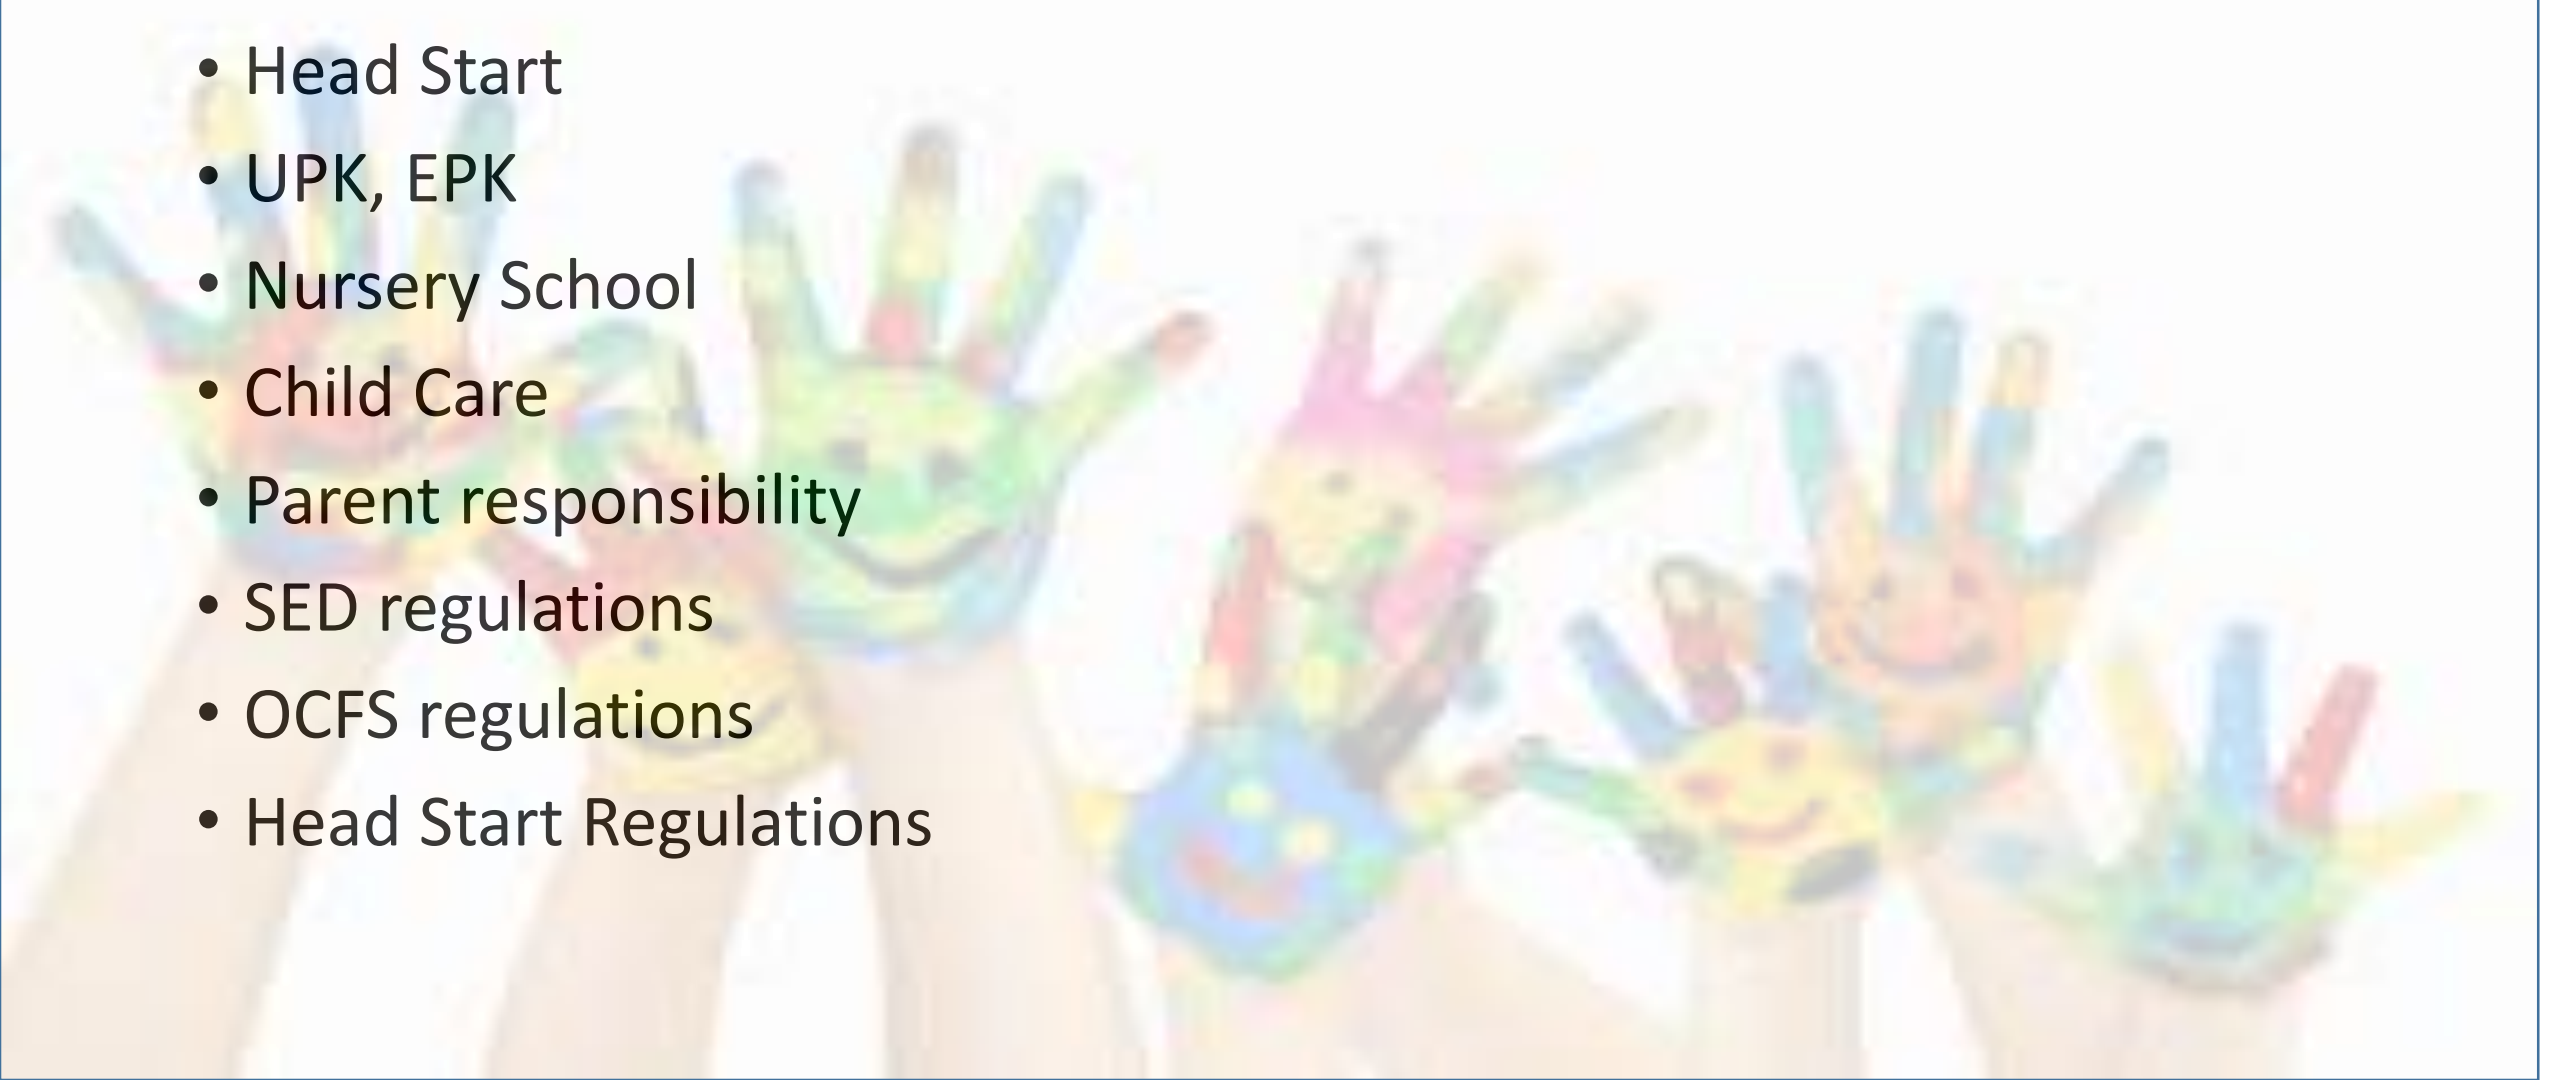 • Head Start
• UPK, EPK
• Nursery School
• Child Care
• Parent responsibility
• SED regulations
• OCFS regulations
• Head Start Regulations